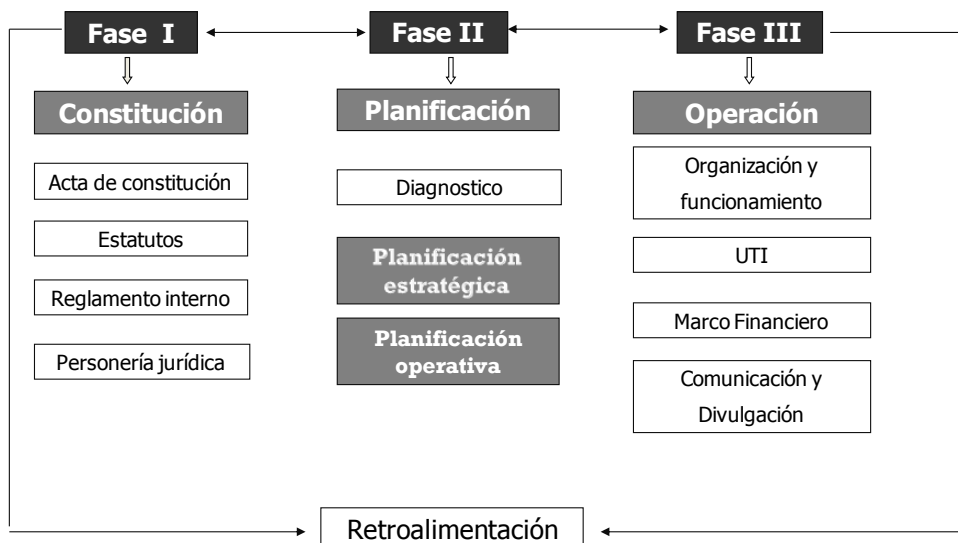 Fase I
Fase II
Fase III
Constitución
Planificación
Operación
Acta de constitución
Estatutos
Reglamento interno
Personería jurídica
Diagnostico
Planificación
estratégica
Planificación
operativa
Organización y
funcionamiento
UTI
Marco Financiero
Comunicación y
Divulgación
Retroalimentación